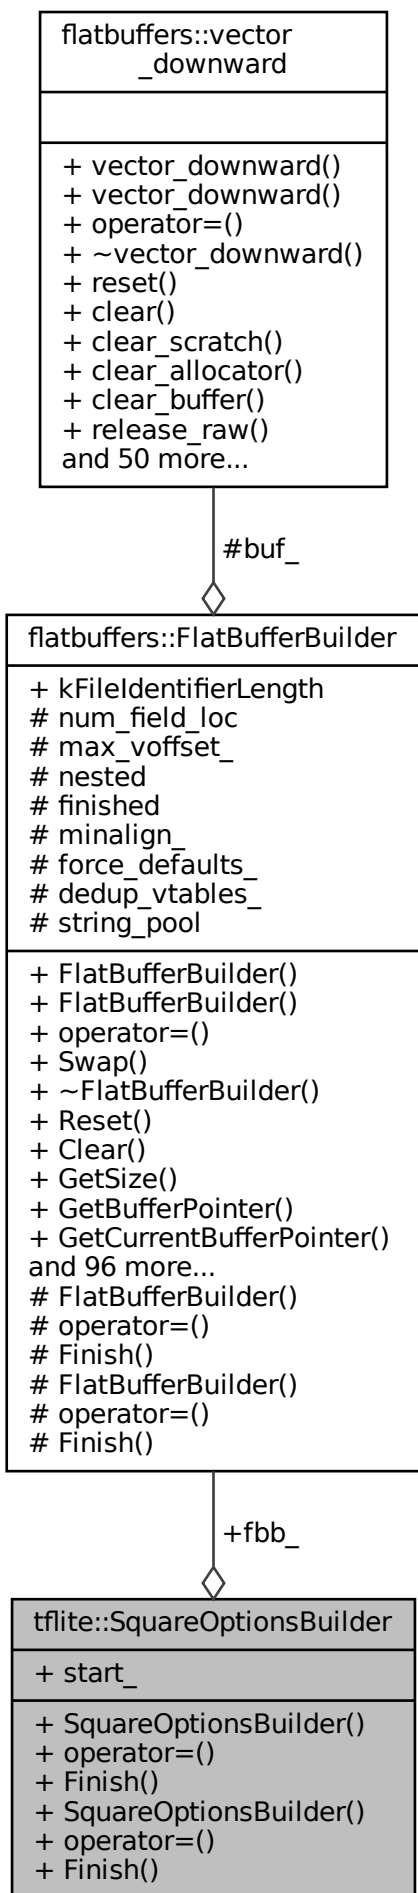 flatbuffers::vector
_downward
+ vector_downward()
+ vector_downward()
+ operator=()
+ ~vector_downward()
+ reset()
+ clear()
+ clear_scratch()
+ clear_allocator()
+ clear_buffer()
+ release_raw()
and 50 more...
#buf_
flatbuffers::FlatBufferBuilder
+ kFileIdentifierLength
# num_field_loc
# max_voffset_
# nested
# finished
# minalign_
# force_defaults_
# dedup_vtables_
# string_pool
+ FlatBufferBuilder()
+ FlatBufferBuilder()
+ operator=()
+ Swap()
+ ~FlatBufferBuilder()
+ Reset()
+ Clear()
+ GetSize()
+ GetBufferPointer()
+ GetCurrentBufferPointer()
and 96 more...
# FlatBufferBuilder()
# operator=()
# Finish()
# FlatBufferBuilder()
# operator=()
# Finish()
+fbb_
tflite::SquareOptionsBuilder
+ start_
+ SquareOptionsBuilder()
+ operator=()
+ Finish()
+ SquareOptionsBuilder()
+ operator=()
+ Finish()